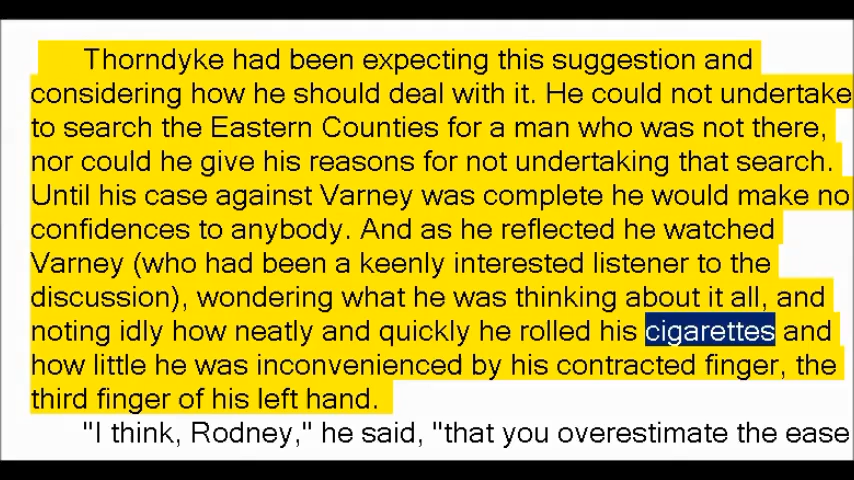 Thorndyke had been expecting this suggestion and
considering how he should deal with it. He could not undertake
to search the Eastern Counties for a man who was not there,
nor could he give his reasons for not undertaking that search.
Until his case against Varney was complete he would make no
confidences to anybody. And as he reflected he watched
Varney (who had been a keenly interested listener to the
discussion), wondering what he was thinking about it all, and
noting idly how neatly and quickly he rolled his cigarettes and
how little he was inconvenienced by his contracted finger, the
third finger of his left hand.
"I think, Rodney," he said, "that you overestimate the ease